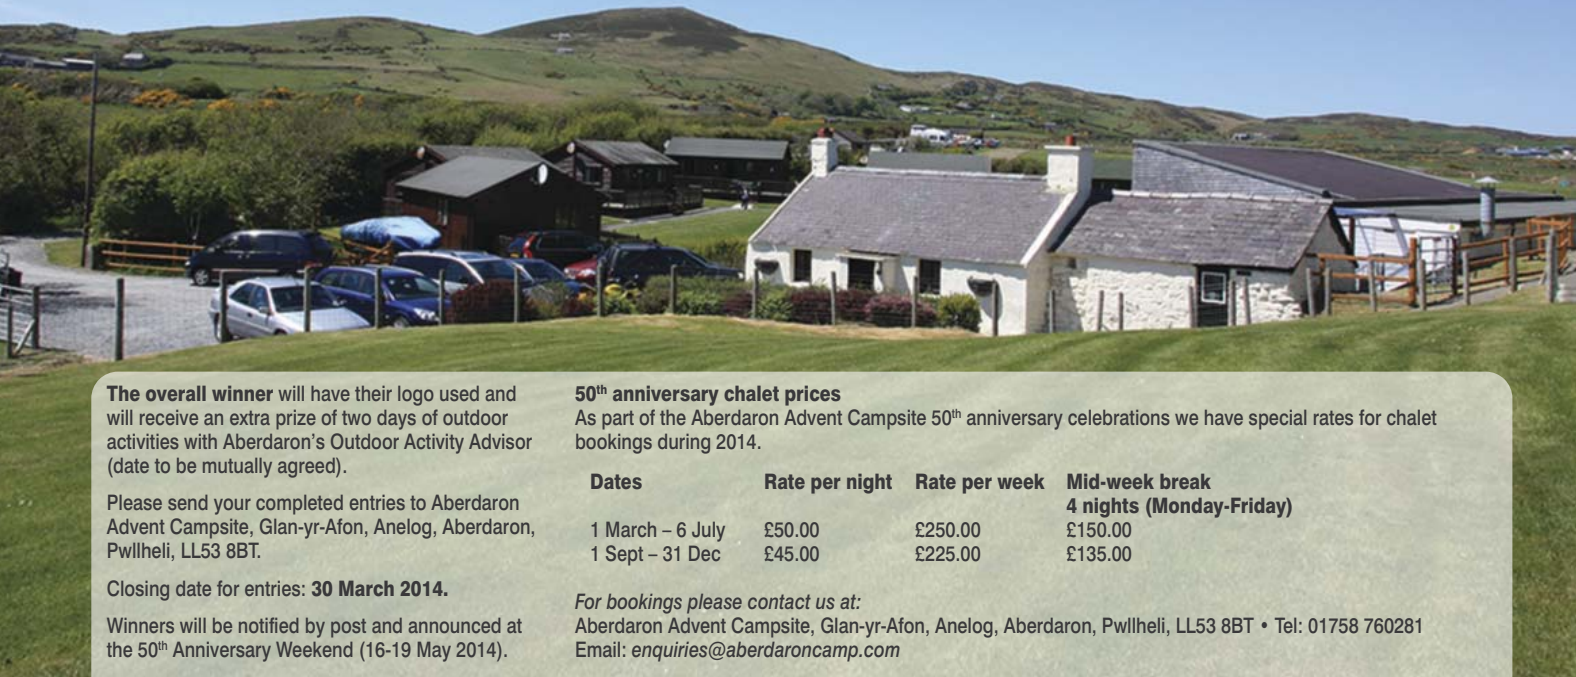 The overall winner will have their logo used and
will receive an extra prize of two days of outdoor
activities with Aberdaron's Outdoor Activity Advisor
(date to be mutually agreed).
Please send your completed entries to Aberdaron
Advent Campsite, Glan-yr-Afon, Anelog, Aberdaron,
Pwllheli, LL53 8BT.
Closing date for entries: 30 March 2014.
Winners will be notified by post and announced at
the 50th Anniversary Weekend (16-19 May 2014).
50th anniversary chalet prices
As part of the Aberdaron Advent Campsite 50th anniversary celebrations we have special rates for chalet
bookings during 2014.
Dates Rate per night Rate per week Mid-week break
4 nights (Monday-Friday)
1 March – 6 July £50.00 £250.00 £150.00
1 Sept – 31 Dec £45.00 £225.00 £135.00
For bookings please contact us at:
Aberdaron Advent Campsite, Glan-yr-Afon, Anelog, Aberdaron, Pwllheli, LL53 8BT • Tel: 01758 760281
Email: enquiries@aberdaroncamp.com